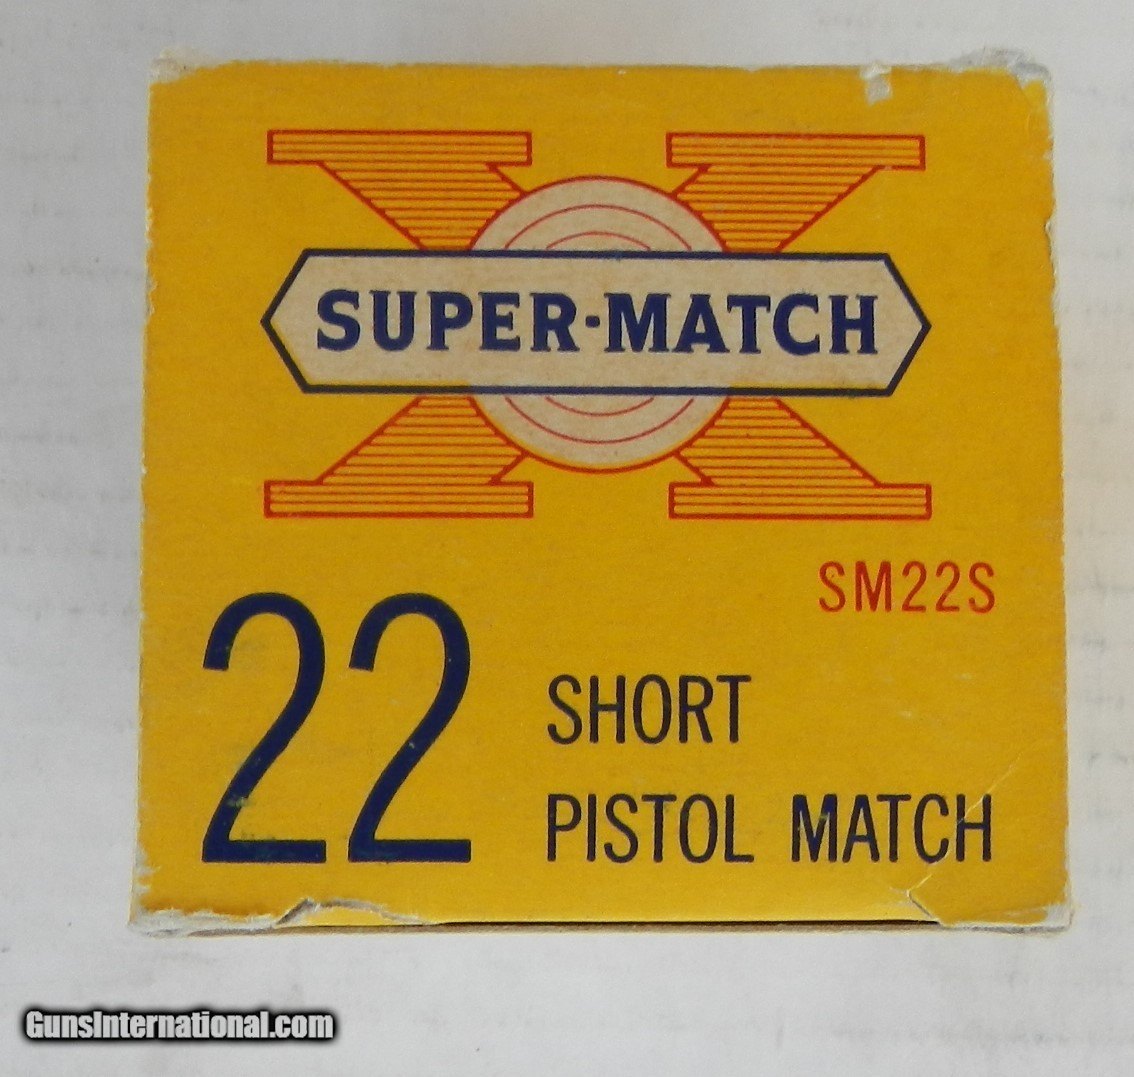 X
SUPER·MATCH
SM22S
22
SHORT
PISTOL MATCH
GunsInternational.com